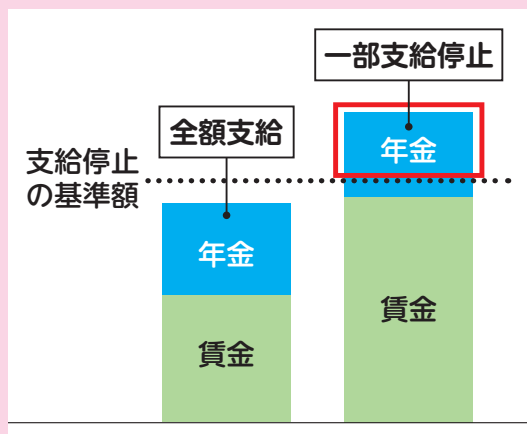 一部支給停止
全額支給
年金
支給停止
の基準額
年金
賃金
賃金